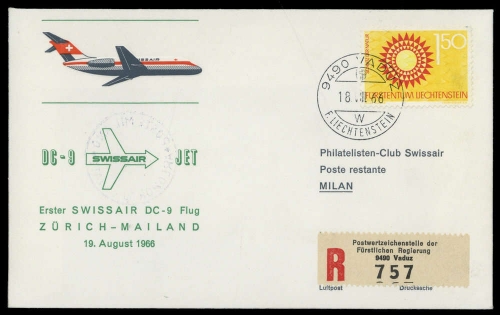 SWISSAIR
DC-9 SWISSAIR JET
Erster SWISSAIR DC-9 Flug
ZÜRICH-MAILAND
19. August 1966
1.50
FÜRSTENTUM LIECHTENSTEIN
9490 VADUZ
18
66
W
F. LIECHTENSTEIN
Philatelisten-Club Swissair
Poste restante
MILAN
R
Postwertzeichenstelle der
Fürstlichen Regierung
9490 Vaduz
757
Luftpost Drucksache